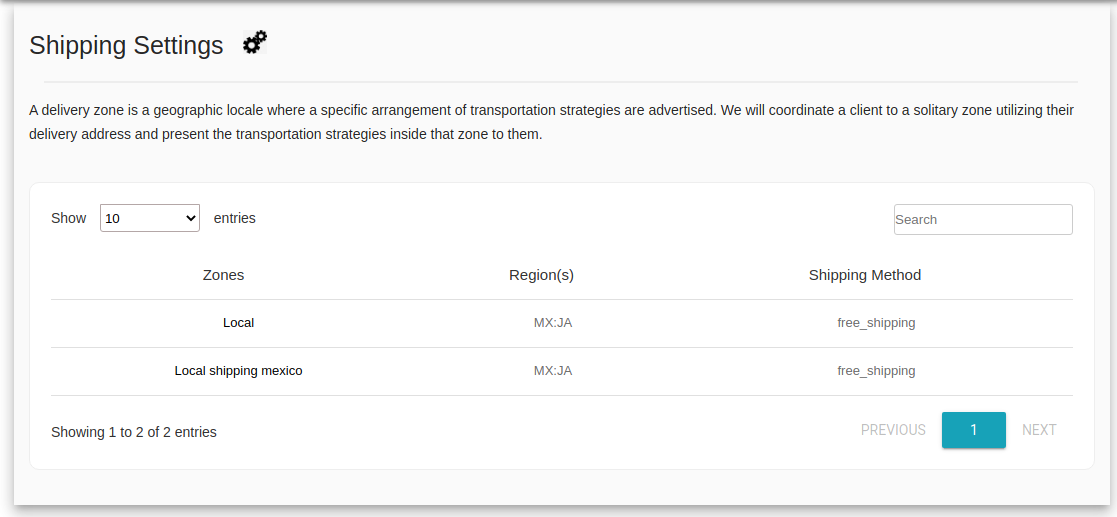 Shipping Settings
A delivery zone is a geographic locale where a specific arrangement of transportation strategies are advertised. We will coordinate a client to a solitary zone utilizing their
delivery address and present the transportation strategies inside that zone to them.
Show 10 entries Search
Zones Region(s) Shipping Method
Local MX:JA free_shipping
Local shipping mexico MX:JA free_shipping
Showing 1 to 2 of 2 entries PREVIOUS 1 NEXT